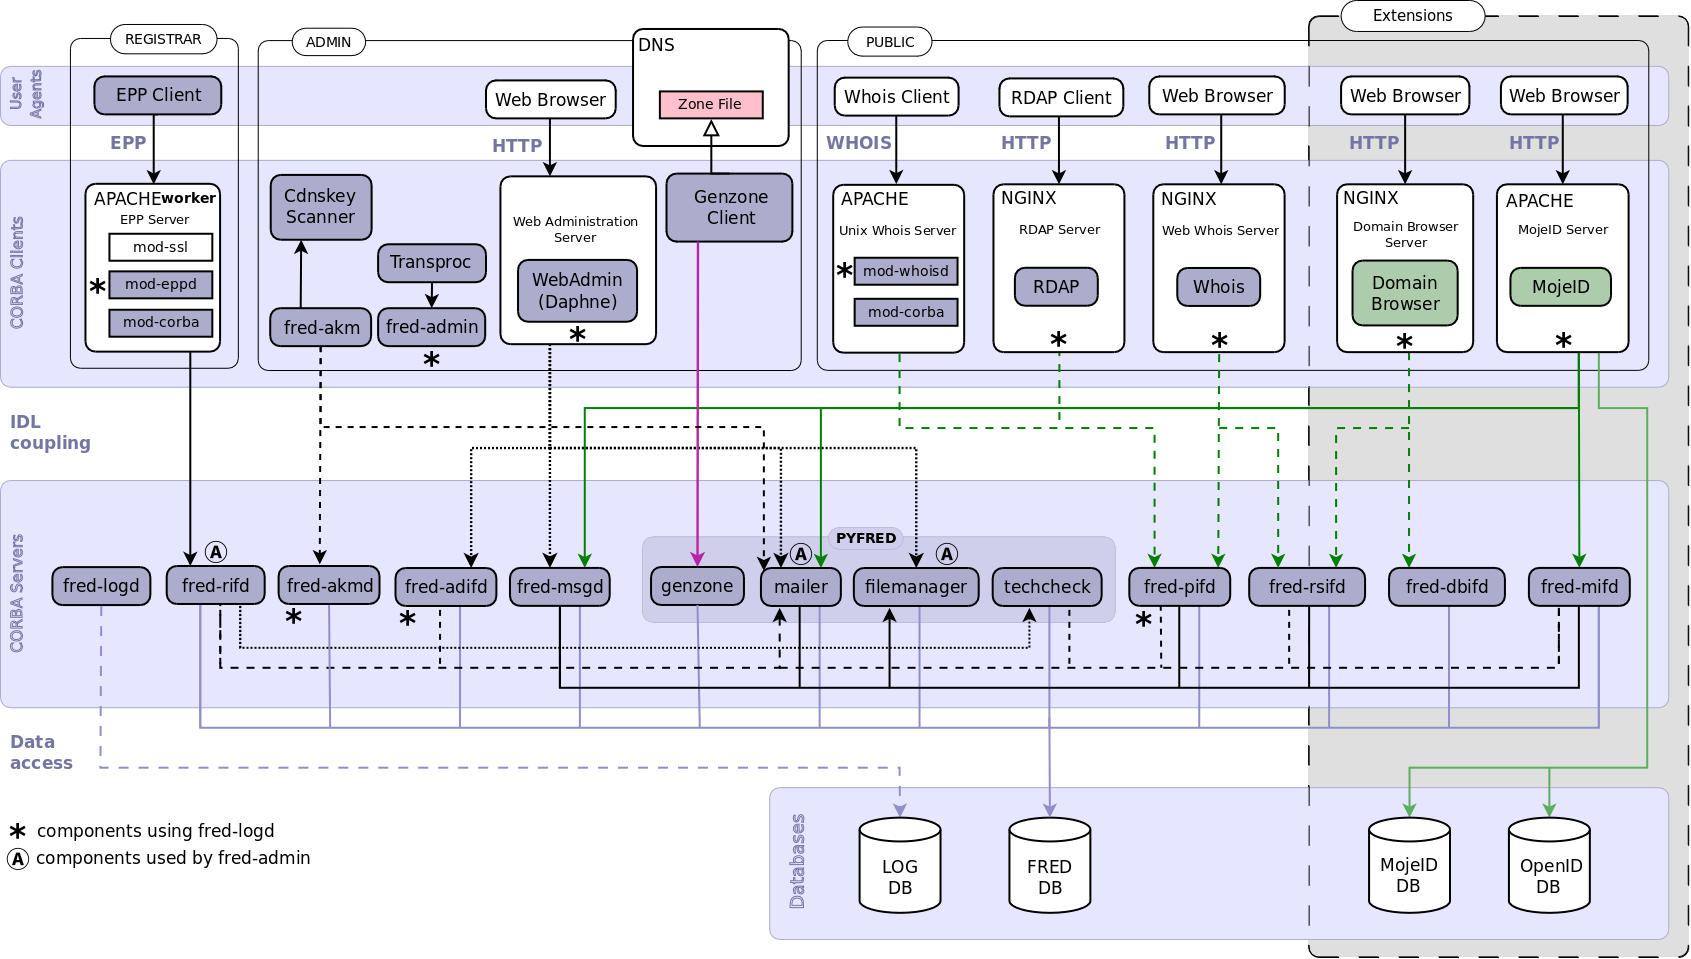 Extensions
REGISTRAR
ADMIN
DNS
PUBLIC
User
Agents
EPP Client
Web Browser
Zone File
Whois Client
RDAP Client
Web Browser
Web Browser
Web Browser
EPP
HTTP
WHOIS
HTTP
HTTP
HTTP
HTTP
CORBA Clients
APACHE worker
EPP Server
mod-ssl
* mod-eppd
mod-corba
Cdnskey
Scanner
Transproc
fred-akm
fred-admin
*
Web Administration
Server
WebAdmin
(Daphne)
*
Genzone
Client
APACHE
Unix Whois Server
* mod-whoisd
mod-corba
NGINX
RDAP Server
RDAP
*
NGINX
Web Whois Server
Whois
*
NGINX
Domain Browser
Server
Domain
Browser
*
APACHE
MojeID Server
MojeID
*
IDL
coupling
CORBA Servers
PYFRED
A
A
A
fred-logd
fred-rifd
fred-akmd
*
fred-adifd
*
fred-msgd
genzone
mailer
filemanager
techcheck
fred-pifd
*
fred-rsifd
fred-dbifd
fred-mifd
Data
access
* components using fred-logd
A components used by fred-admin
Databases
LOG
DB
FRED
DB
MojeID
DB
OpenID
DB